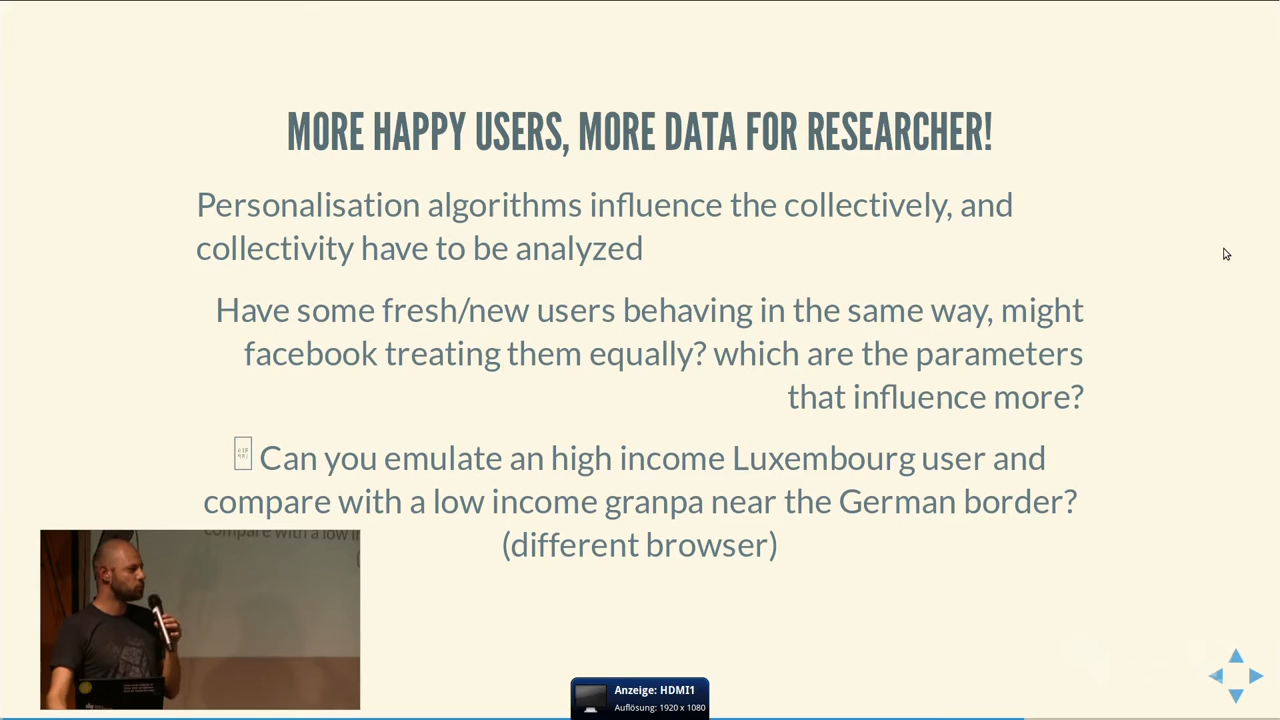 MORE HAPPY USERS, MORE DATA FOR RESEARCHER!
Personalisation algorithms influence the collectively, and
collectivity have to be analyzed
Have some fresh/new users behaving in the same way, might
facebook treating them equally? which are the parameters
that influence more?
Can you emulate an high income Luxembourg user and
compare with a low income granpa near the German border?
(different browser)
compare with a low i
Anzeige: HDMI1
Auflösung: 1920 x 1080